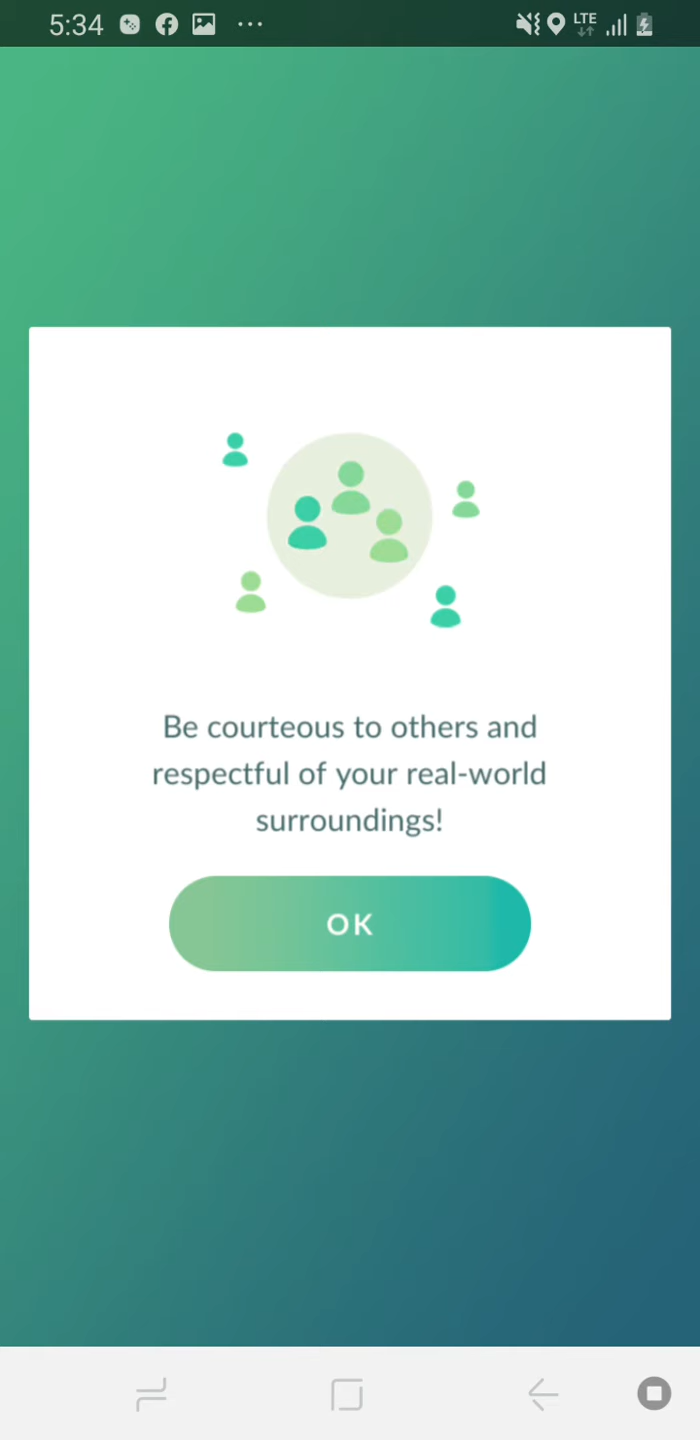 5:34
LTE
Be courteous to others and
respectful of your real-world
surroundings!
OK